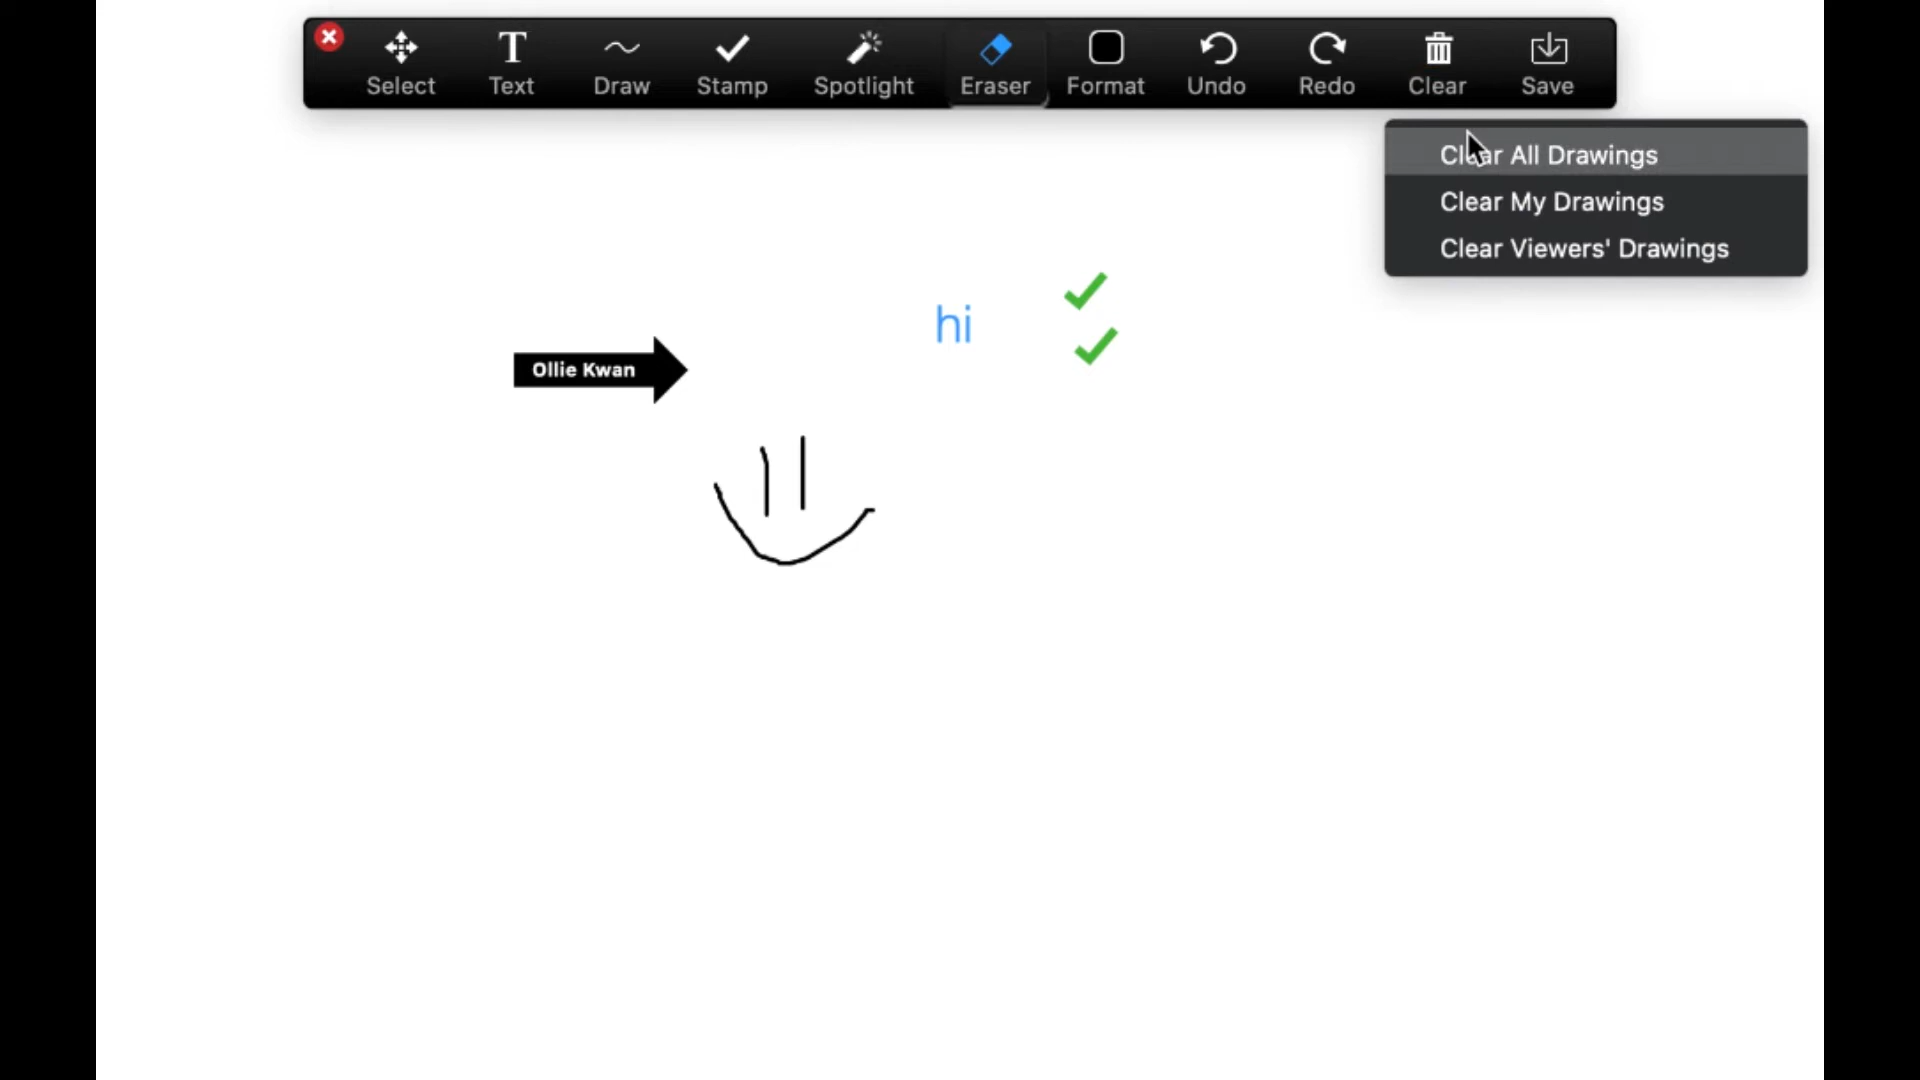 Select Text Draw Stamp Spotlight Eraser Format Undo Redo Clear Save
Clear All Drawings
Clear My Drawings
Clear Viewers' Drawings
hi
Ollie Kwan